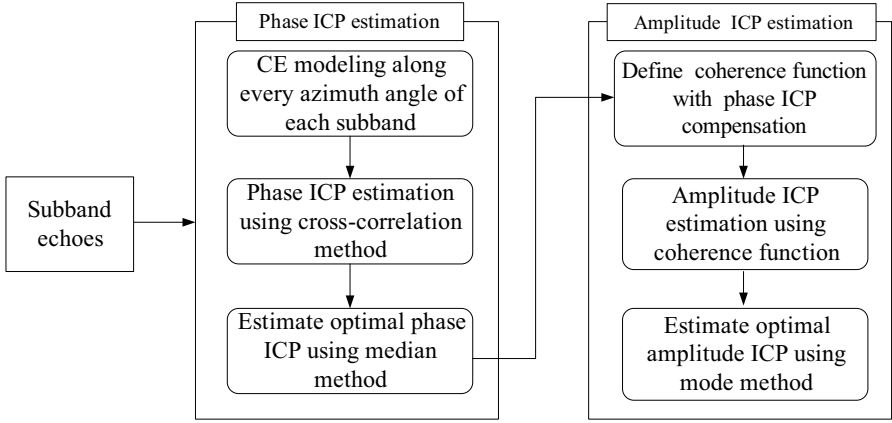 Phase ICP estimation
CE modeling along
every azimuth angle of
each subband
Phase ICP estimation
using cross-correlation
method
Estimate optimal phase
ICP using median
method
Subband
echoes
Amplitude ICP estimation
Define coherence function
with phase ICP
compensation
Amplitude ICP
estimation using
coherence function
Estimate optimal
amplitude ICP using
mode method